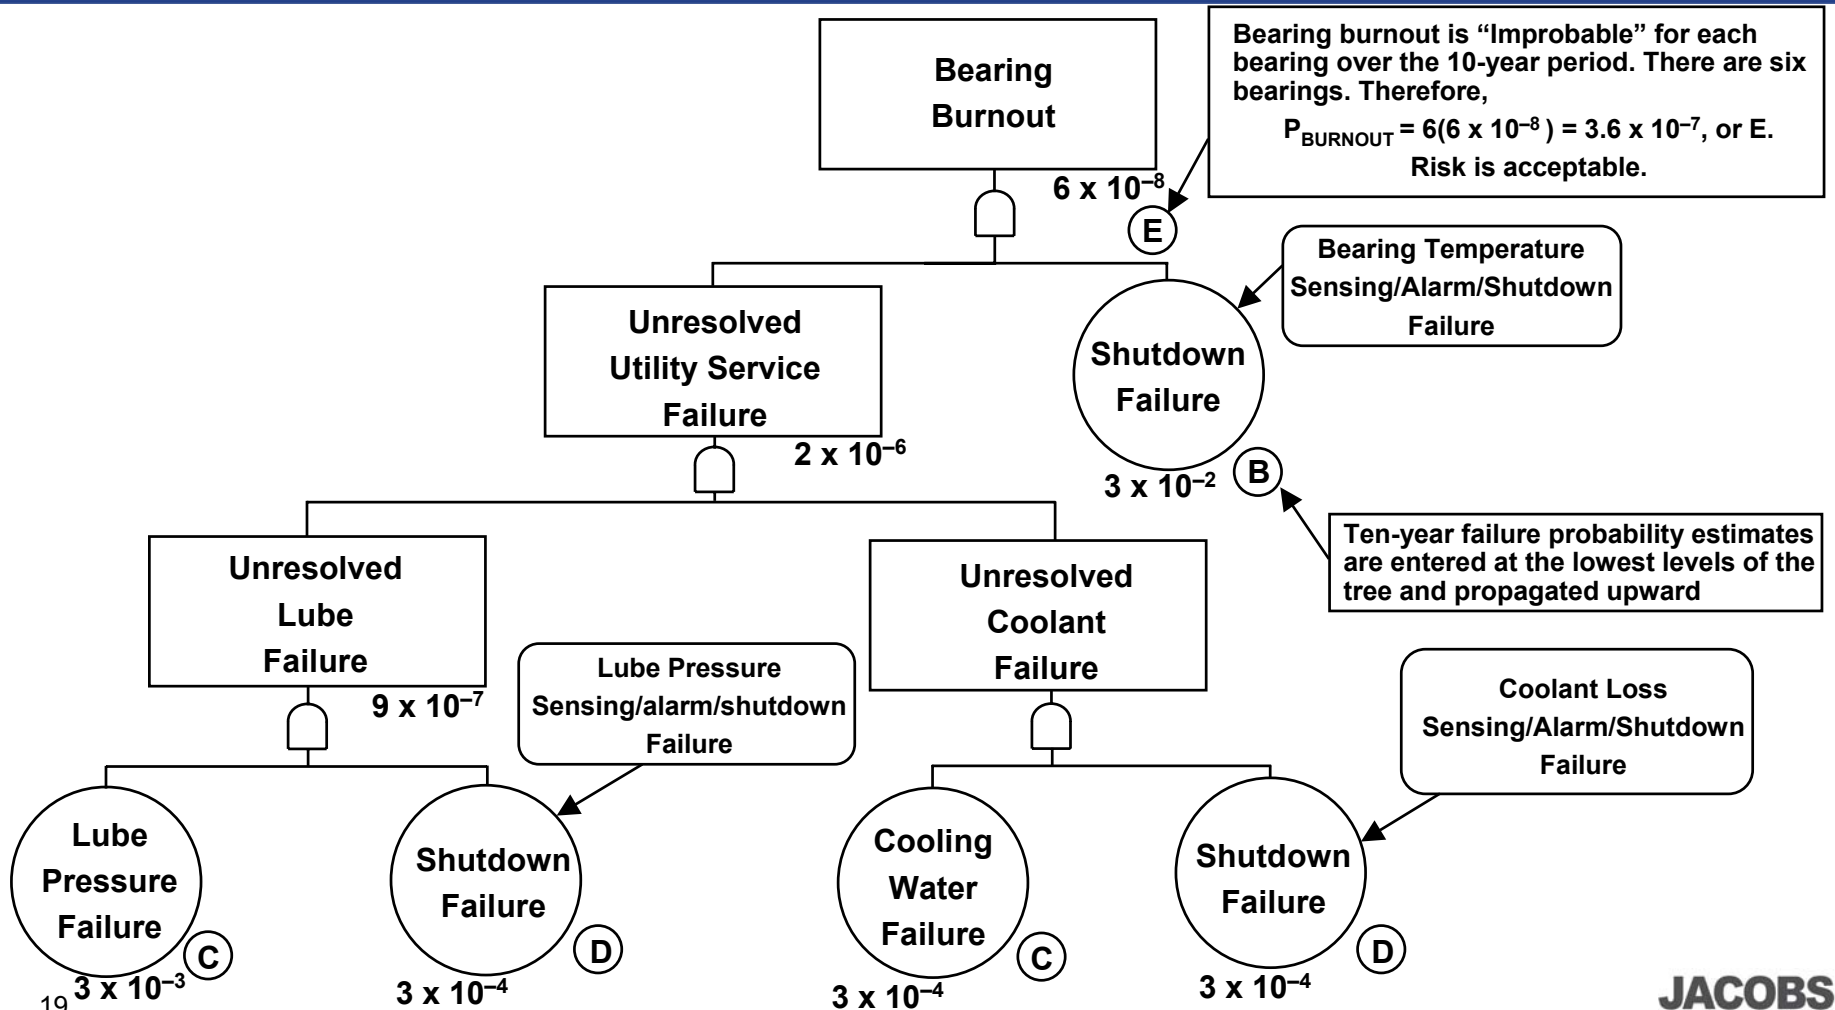 Bearing
Burnout
Bearing burnout is “Improbable” for each
bearing over the 10-year period. There are six
bearings. Therefore,
P_BURNOUT = 6(6 x 10⁻⁸ ) = 3.6 x 10⁻⁷, or E.
Risk is acceptable.
6 x 10⁻⁸
E
Bearing Temperature
Sensing/Alarm/Shutdown
Failure
Unresolved
Utility Service
Failure
2 x 10⁻⁶
Shutdown
Failure
3 x 10⁻²
B
Ten-year failure probability estimates
are entered at the lowest levels of the
tree and propagated upward
Unresolved
Lube
Failure
9 x 10⁻⁷
Lube Pressure
Sensing/alarm/shutdown
Failure
Unresolved
Coolant
Failure
Coolant Loss
Sensing/Alarm/Shutdown
Failure
Lube
Pressure
Failure
C
3 x 10⁻³
Shutdown
Failure
D
3 x 10⁻⁴
Cooling
Water
Failure
C
3 x 10⁻⁴
Shutdown
Failure
D
3 x 10⁻⁴
19
JACOBS